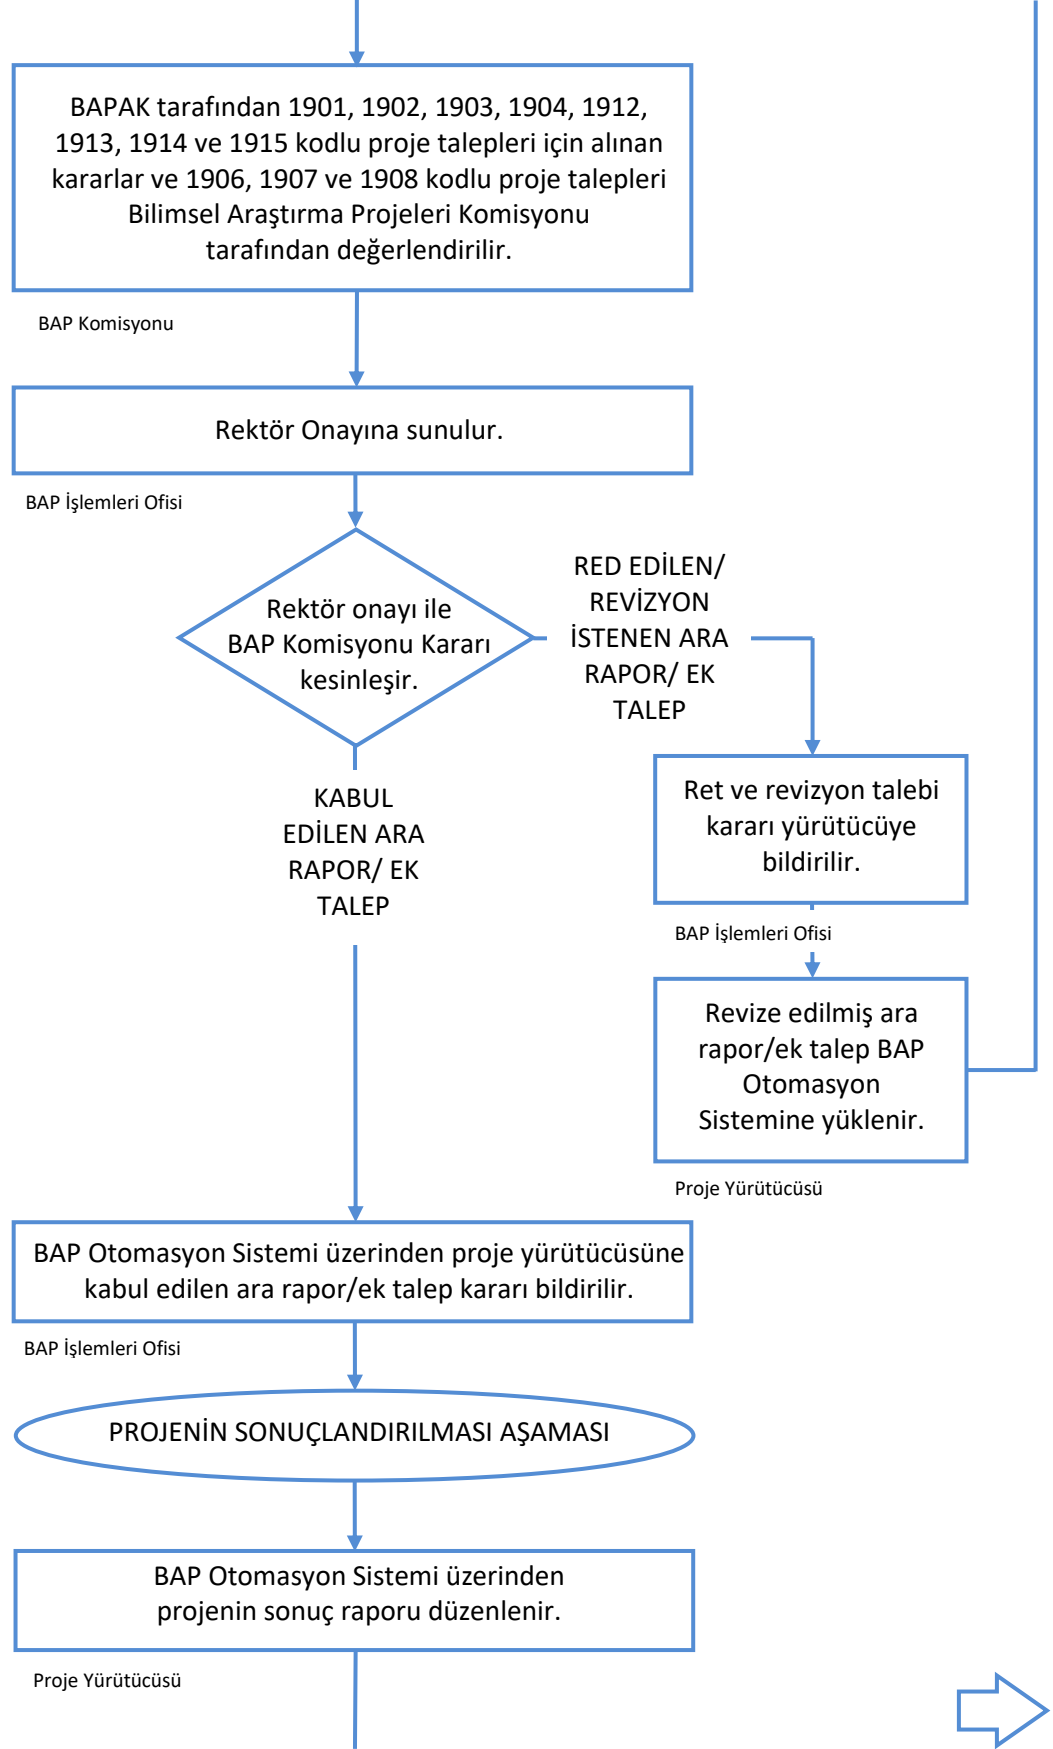 BAPAK tarafından 1901, 1902, 1903, 1904, 1912,
1913, 1914 ve 1915 kodlu proje talepleri için alınan
kararlar ve 1906, 1907 ve 1908 kodlu proje talepleri
Bilimsel Araştırma Projeleri Komisyonu
tarafından değerlendirilir.
BAP Komisyonu
Rektör Onayına sunulur.
BAP İşlemleri Ofisi
Rektör onayı ile
BAP Komisyonu Kararı
kesinleşir.
RED EDİLEN/
REVİZYON
İSTENEN ARA
RAPOR/ EK
TALEP
KABUL
EDİLEN ARA
RAPOR/ EK
TALEP
Ret ve revizyon talebi
kararı yürütücüye
bildirilir.
BAP İşlemleri Ofisi
Revize edilmiş ara
rapor/ek talep BAP
Otomasyon
Sistemine yüklenir.
Proje Yürütücüsü
BAP Otomasyon Sistemi üzerinden proje yürütücüsüne
kabul edilen ara rapor/ek talep kararı bildirilir.
BAP İşlemleri Ofisi
PROJENİN SONUÇLANDIRILMASI AŞAMASI
BAP Otomasyon Sistemi üzerinden
projenin sonuç raporu düzenlenir.
Proje Yürütücüsü